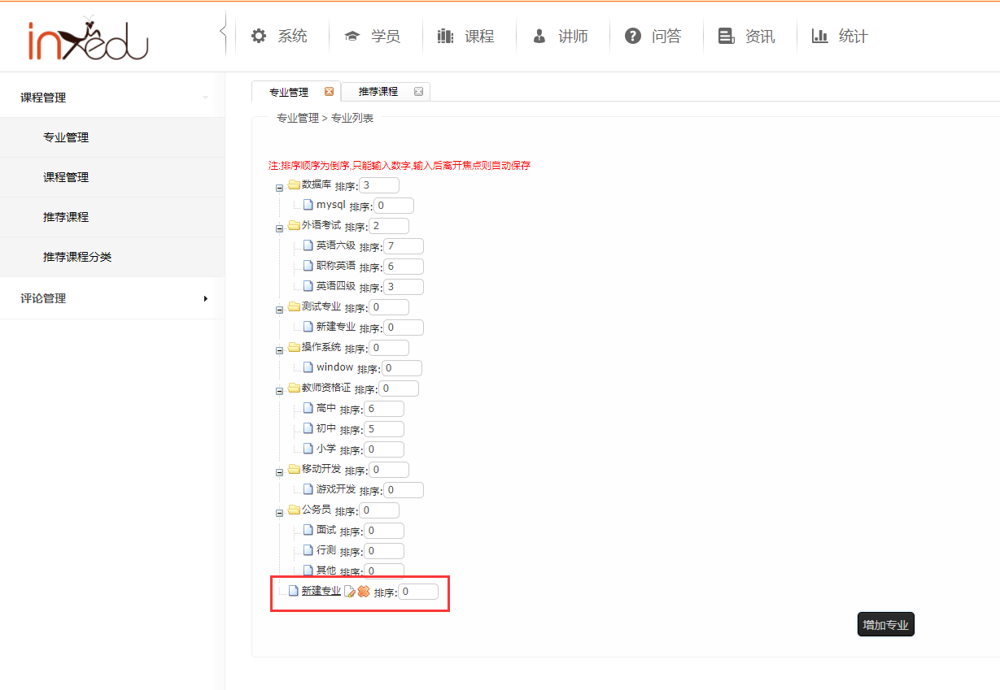 inxedu
系统 学员 课程 讲师 问答 资讯 统计
课程管理
专业管理
课程管理
推荐课程
推荐课程分类
评论管理
专业管理 推荐课程
专业管理 > 专业列表
注:排序顺序为倒序,只能输入数字,输入后离开焦点则自动保存
数据库 排序: 3
mysql 排序: 0
外语考试 排序: 2
英语六级 排序: 7
职称英语 排序: 6
英语四级 排序: 3
测试专业 排序: 0
新建专业 排序: 0
操作系统 排序: 0
window 排序: 0
教师资格证 排序: 0
高中 排序: 6
初中 排序: 5
小学 排序: 0
移动开发 排序: 0
游戏开发 排序: 0
公务员 排序: 0
面试 排序: 0
行测 排序: 0
其他 排序: 0
新建专业 排序: 0
增加专业